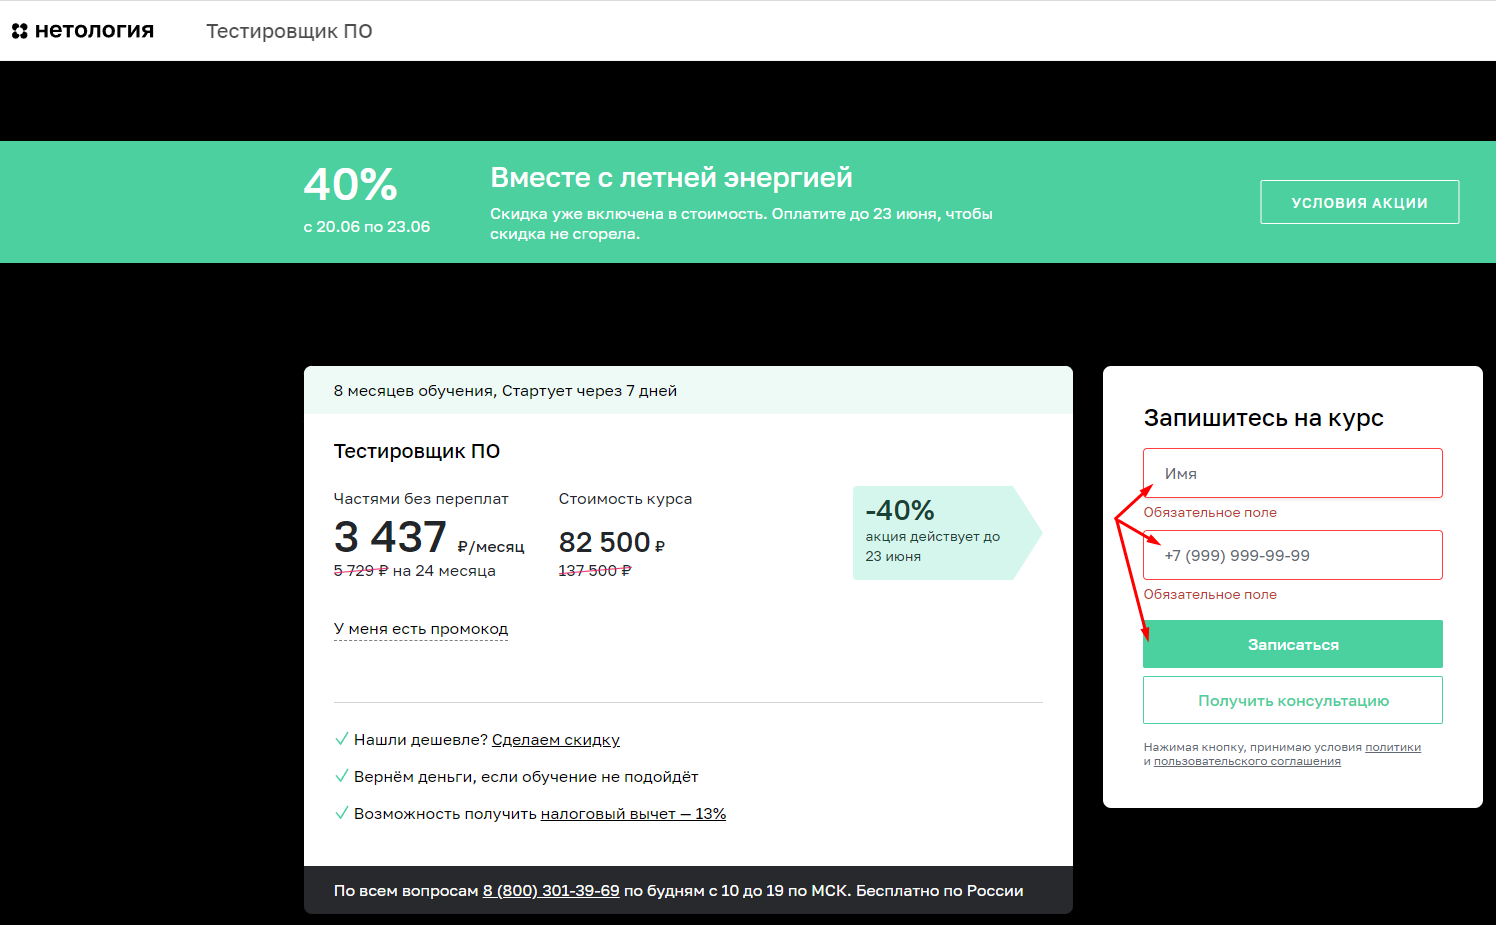 нетология
Тестировщик ПО
40%
с 20.06 по 23.06
Вместе с летней энергией
Скидка уже включена в стоимость. Оплатите до 23 июня, чтобы
скидка не сгорела.
УСЛОВИЯ АКЦИИ
8 месяцев обучения, Стартует через 7 дней
Тестировщик ПО
Частями без переплат
3 437 ₽/месяц
5 729 ₽ на 24 месяца
Стоимость курса
82 500 ₽
137 500 ₽
-40%
акция действует до
23 июня
У меня есть промокод
Нашли дешевле? Сделаем скидку
Вернём деньги, если обучение не подойдёт
Возможность получить налоговый вычет — 13%
По всем вопросам 8 (800) 301-39-69 по будням с 10 до 19 по МСК. Бесплатно по России
Запишитесь на курс
Имя
Обязательное поле
+7 (999) 999-99-99
Обязательное поле
Записаться
Получить консультацию
Нажимая кнопку, принимаю условия политики
и пользовательского соглашения